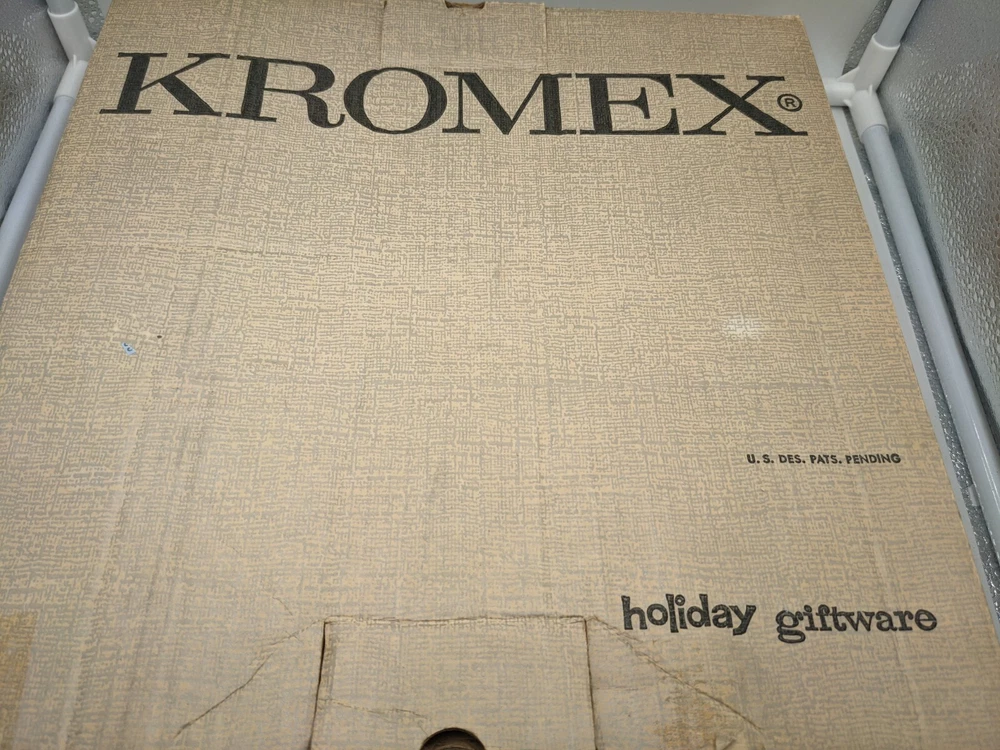 KROMEX®
U.S. DES. PATS. PENDING
holiday giftware